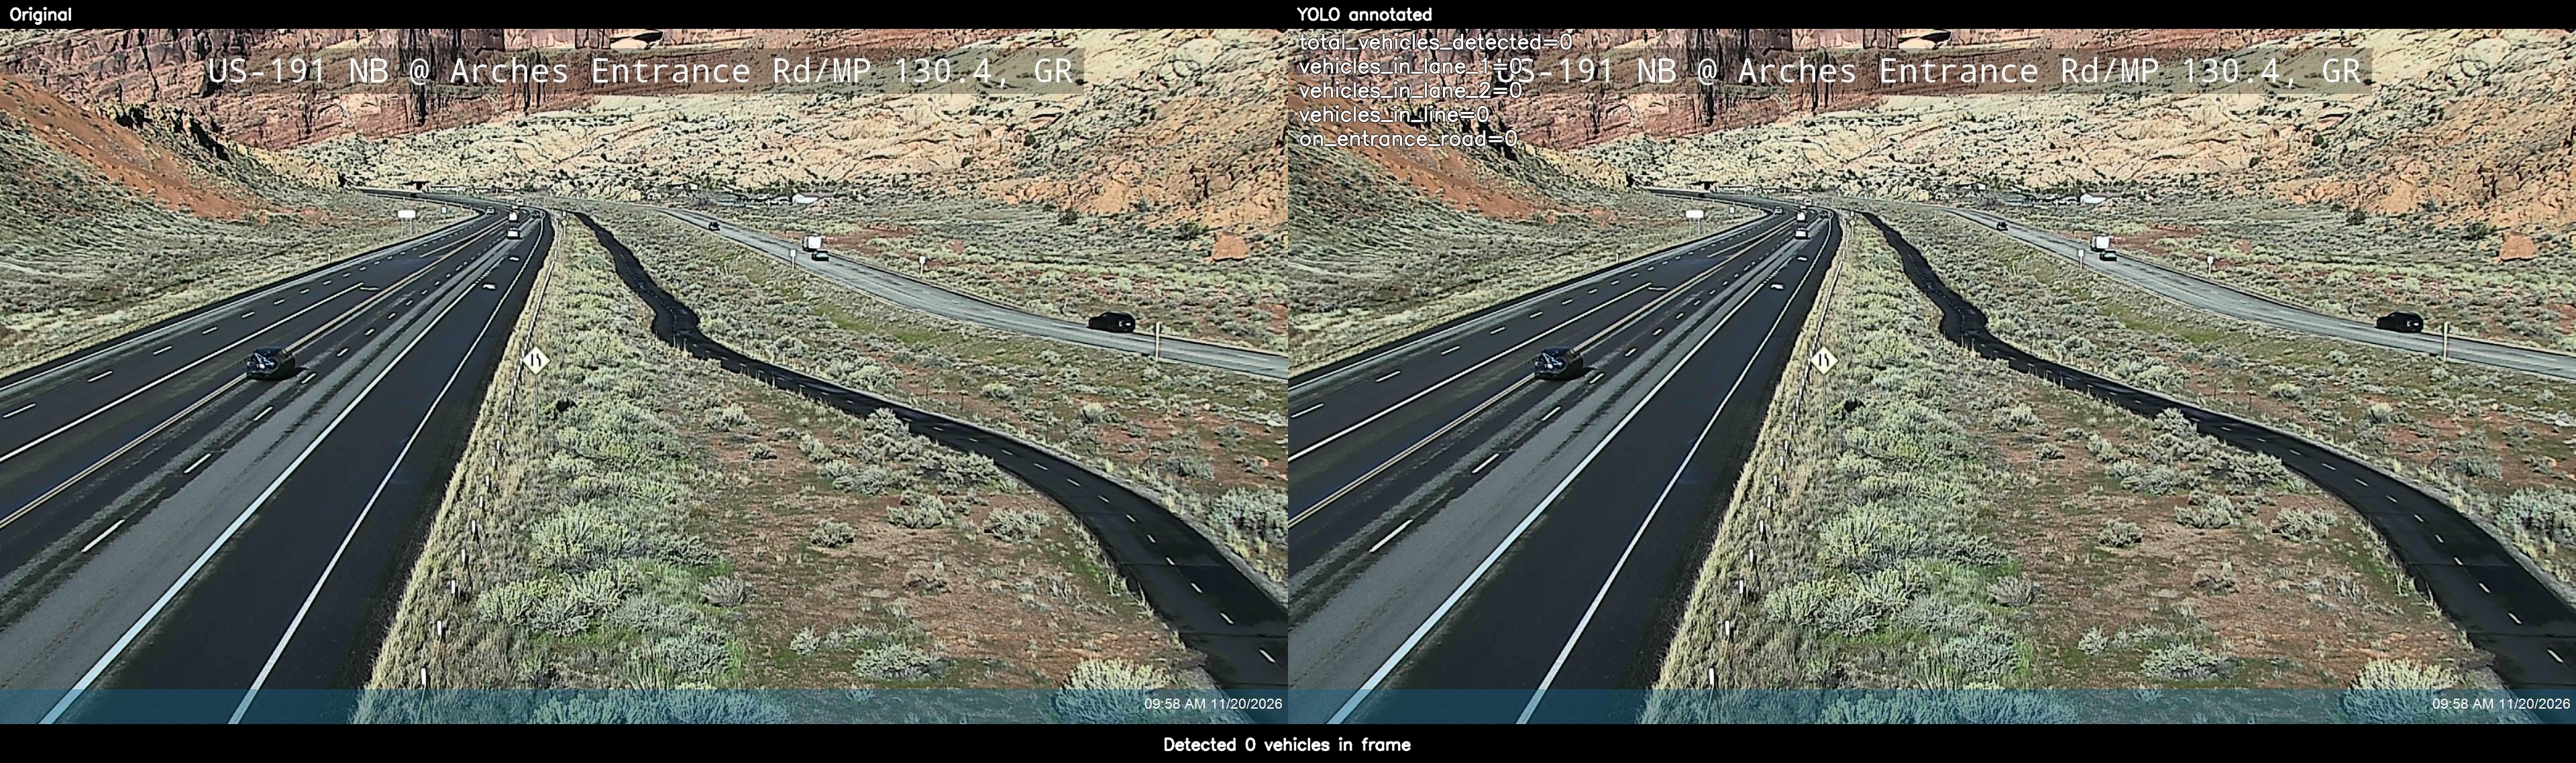 Original
US-191 NB @ Arches Entrance Rd/MP 130.4, GR
09:58 AM 11/20/2026
YOLO annotated
total_vehicles_detected=0
vehicles_in_lane_1=0
S-191 NB @ Arches Entrance Rd/MP 130.4, GR
vehicles_in_lane_2=0
vehicles_in_line=0
on_entrance_road=0
09:58 AM 11/20/2026
Detected 0 vehicles in frame